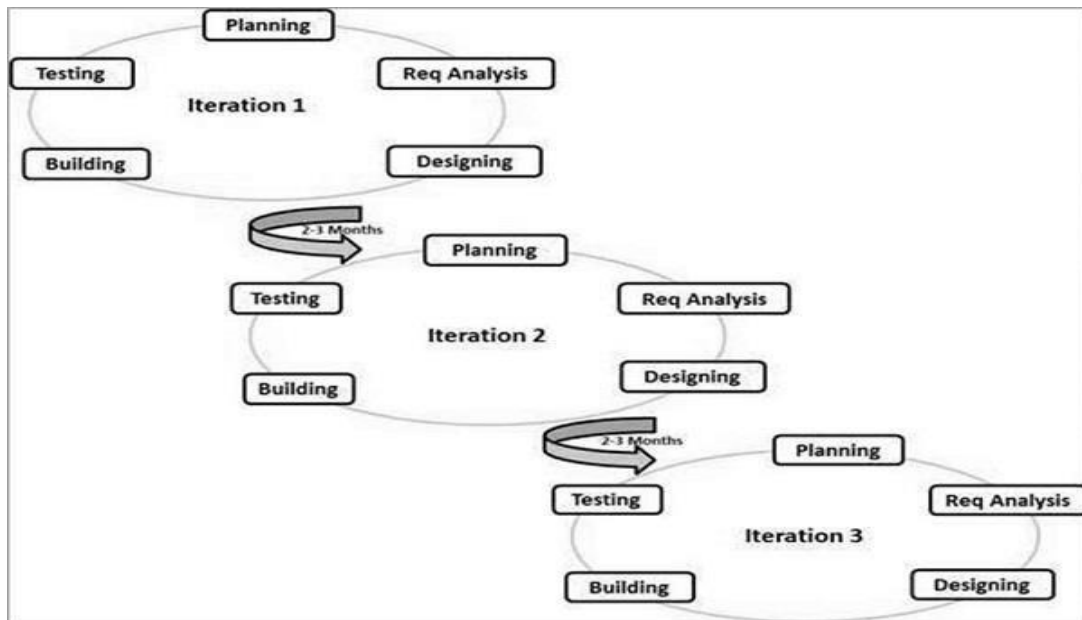 Planning
Testing
Req Analysis
Iteration 1
Building
Designing
2-3 Months
Planning
Testing
Req Analysis
Iteration 2
Building
Designing
2-3 Months
Planning
Testing
Req Analysis
Iteration 3
Building
Designing